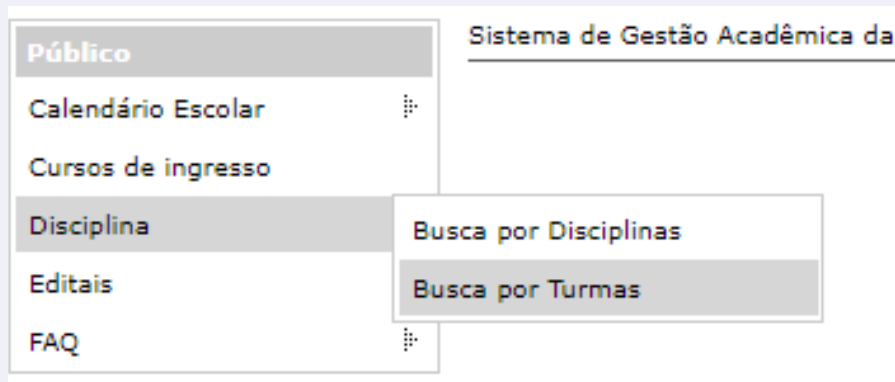 Público
Sistema de Gestão Acadêmica da
Calendário Escolar
Cursos de ingresso
Disciplina
Busca por Disciplinas
Editais
Busca por Turmas
FAQ